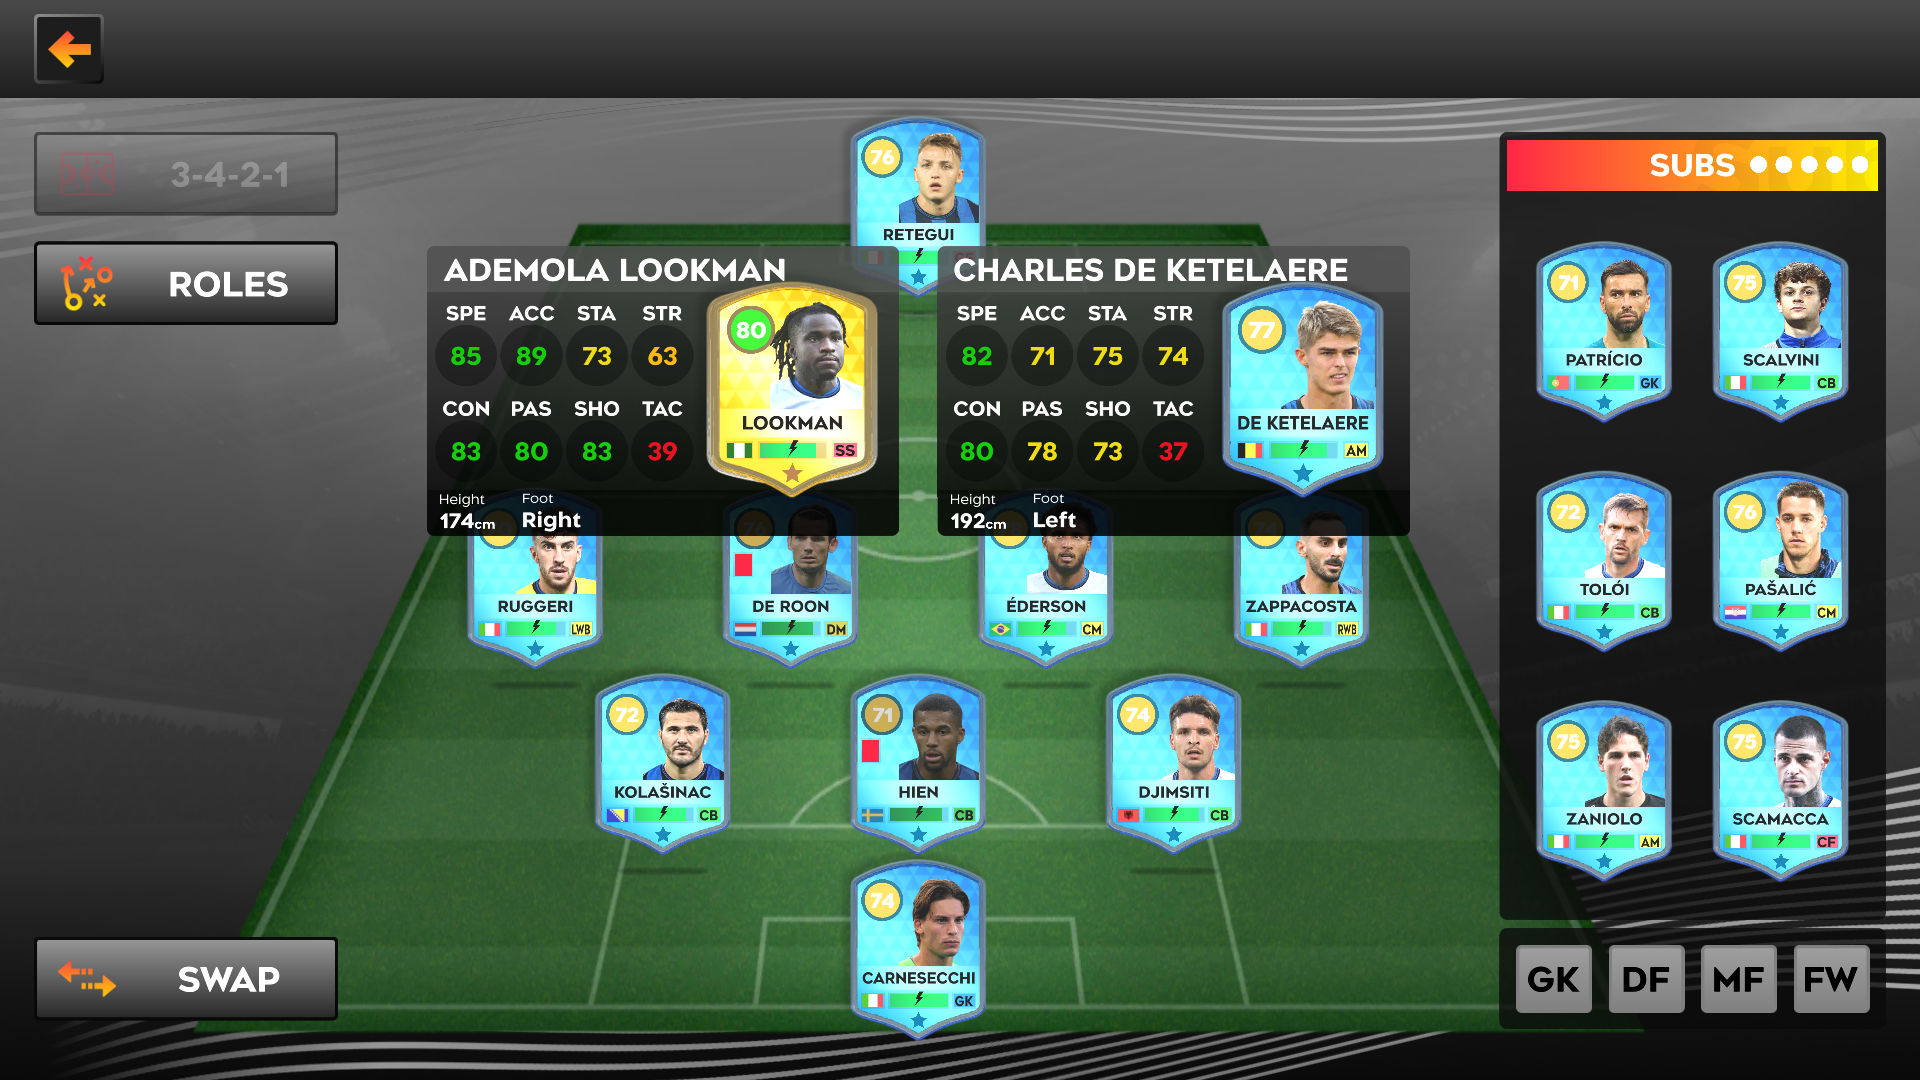 3-4-2-1
ROLES
SWAP
76
RETEGUI
ADEMOLA LOOKMAN
SPE ACC STA STR
85 89 73 63
CON PAS SHO TAC
83 80 83 39
Height Foot
174cm Right
80
LOOKMAN
SS
CHARLES DE KETELAERE
SPE ACC STA STR
82 71 75 74
CON PAS SHO TAC
80 78 73 37
Height Foot
192cm Left
77
DE KETELAERE
AM
RUGGERI
LWB
76
DE ROON
DM
ÉDERSON
CM
ZAPPACOSTA
RWB
72
KOLAŠINAC
CB
71
HIEN
CB
74
DJIMSITI
CB
74
CARNESECCHI
GK
SUBS
71
PATRÍCIO
GK
75
SCALVINI
CB
72
TOLÓI
CB
76
PAŠALIĆ
CM
75
ZANIOLO
AM
75
SCAMACCA
CF
GK DF MF FW